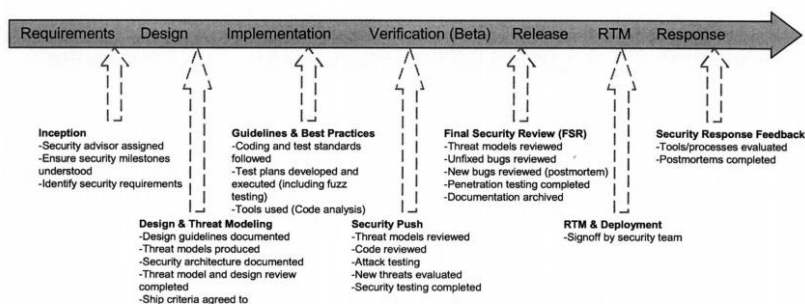 Requirements Design Implementation Verification (Beta) Release RTM Response
Inception
-Security advisor assigned
-Ensure security milestones
understood
-Identify security requirements
Design & Threat Modeling
-Design guidelines documented
-Threat models produced
-Security architecture documented
-Threat model and design review
completed
-Ship criteria agreed to
Guidelines & Best Practices
-Coding and test standards
followed
-Test plans developed and
executed (including fuzz
testing)
-Tools used (Code analysis)
Security Push
-Threat models reviewed
-Code reviewed
-Attack testing
-New threats evaluated
-Security testing completed
Final Security Review (FSR)
-Threat models reviewed
-Unfixed bugs reviewed
-New bugs reviewed (postmortem)
-Penetration testing completed
-Documentation archived
RTM & Deployment
-Signoff by security team
Security Response Feedback
-Tools/processes evaluated
-Postmortems completed